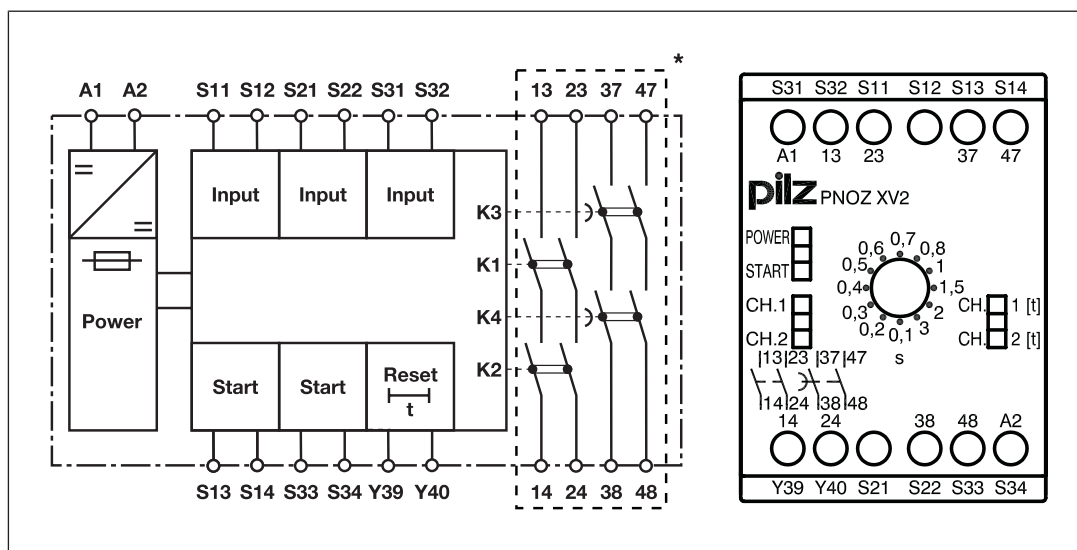 *
A1 A2 S11 S12 S21 S22 S31 S32 13 23 37 47
Input Input Input
K3
K1
K4
K2
Power
Start Start Reset
t
S13 S14 S33 S34 Y39 Y40 14 24 38 48
S31 S32 S11 S12 S13 S14
A1 13 23 37 47
pilz PNOZ XV2
POWER
START
CH.1
CH.2
0,7
0,6 0,8
0,5 1
0,4 1,5
0,3 2
0,2 3
0,1
s
CH. 1 [t]
CH. 2 [t]
13 23 37 47
14 24 38 48
14 24 38 48 A2
Y39 Y40 S21 S22 S33 S34